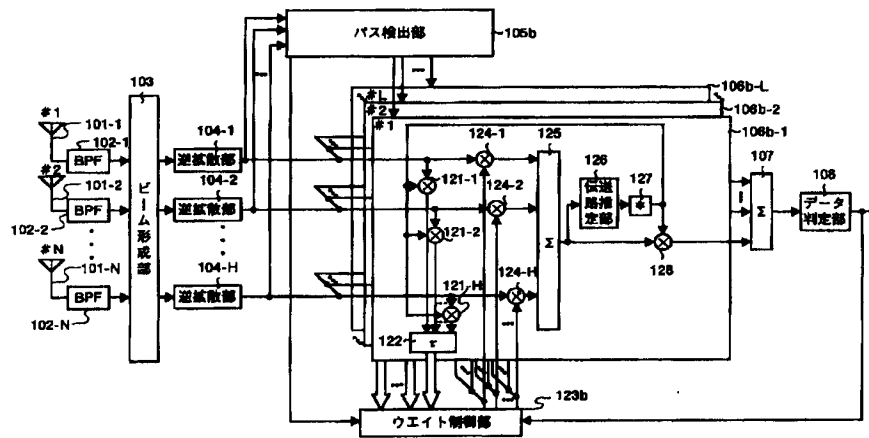 パス検出部
105b
103
#1
101-1
102-1
BPF
#2
101-2
BPF
102-2
#N
101-N
BPF
102-N
ビーム形成部
104-1
逆拡散部
104-2
逆拡散部
104-H
逆拡散部
#L
#2
#1
106b-L
106b-2
106b-1
124-1
121-1
124-2
121-2
124-H
121-H
122
τ
125
Σ
126
伝送路推定部
127
*
128
107
Σ
108
データ判定部
123b
ウエイト制御部